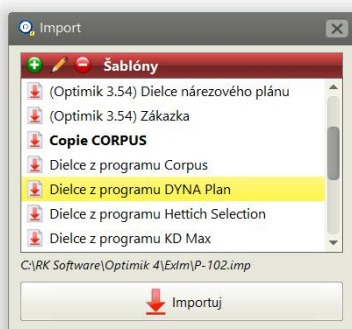 Import
Šablóny
(Optimik 3.54) Dielce nárezového plánu
(Optimik 3.54) Zákazka
Copie CORPUS
Dielce z programu Corpus
Dielce z programu DYNA Plan
Dielce z programu Hettich Selection
Dielce z programu KD Max
C:\RK Software\Optimik 4\ExIm\P-102.imp
Importuj